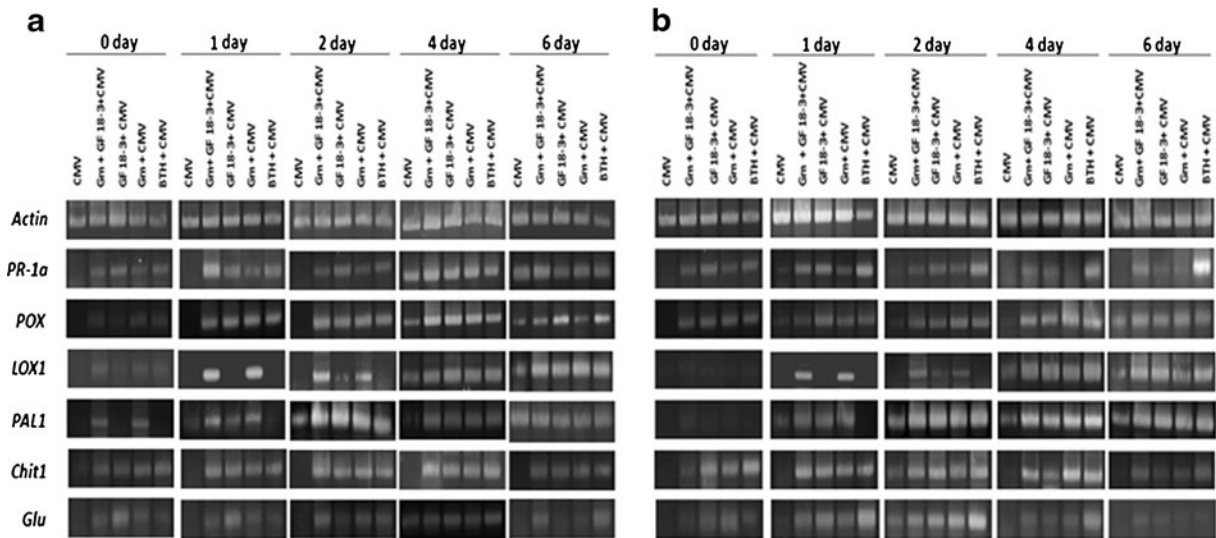 a
b
0 day 1 day 2 day 4 day 6 day
0 day 1 day 2 day 4 day 6 day
CMV
Gm + GF 18-3+CMV
GF 18-3+ CMV
Gm + CMV
BTH + CMV
CMV
Gm+ GF 18-3+CMV
GF 18-3+ CMV
Gm+ CMV
BTH + CMV
CMV
Gm + GF 18-3+CMV
GF 18-3+ CMV
Gm + CMV
BTH + CMV
CMV
Gm + GF 18-3+CMV
GF 18-3+ CMV
Gm + CMV
BTH + CMV
CMV
Gm + GF 18-3+CMV
GF 18-3+ CMV
Gm + CMV
BTH + CMV
CMV
Gm + GF 18-3+CMV
GF 18-3+ CMV
Gm + CMV
BTH + CMV
CMV
Gm + GF 18-3+CMV
GF 18-3+ CMV
Gm+ CMV
BTH + CMV
CMV
Gm + GF 18-3+CMV
GF 18-3+ CMV
Gm + CMV
BTH + CMV
CMV
Gm + GF 18-3+CMV
GF 18-3+ CMV
Gm + CMV
BTH + CMV
CMV
Gm + GF 18-3+CMV
GF 18-3+ CMV
Gm + CMV
BTH + CMV
Actin
PR-1a
POX
LOX1
PAL1
Chit1
Glu